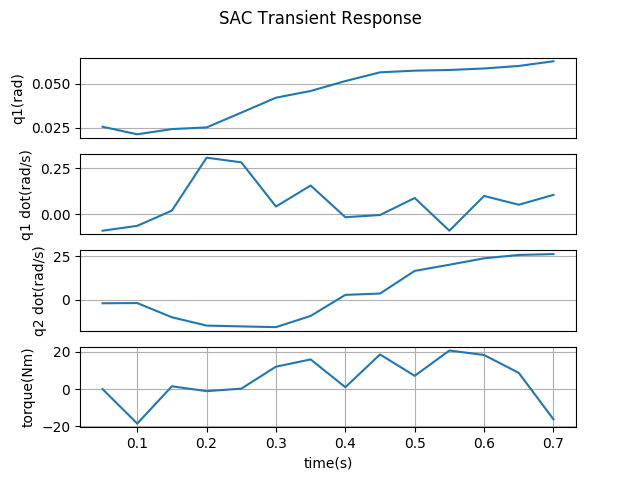 SAC Transient Response
q1(rad)
0.050
0.025
q1 dot(rad/s)
0.25
0.00
q2 dot(rad/s)
25
0
torque(Nm)
20
0
−20
0.1 0.2 0.3 0.4 0.5 0.6 0.7
time(s)